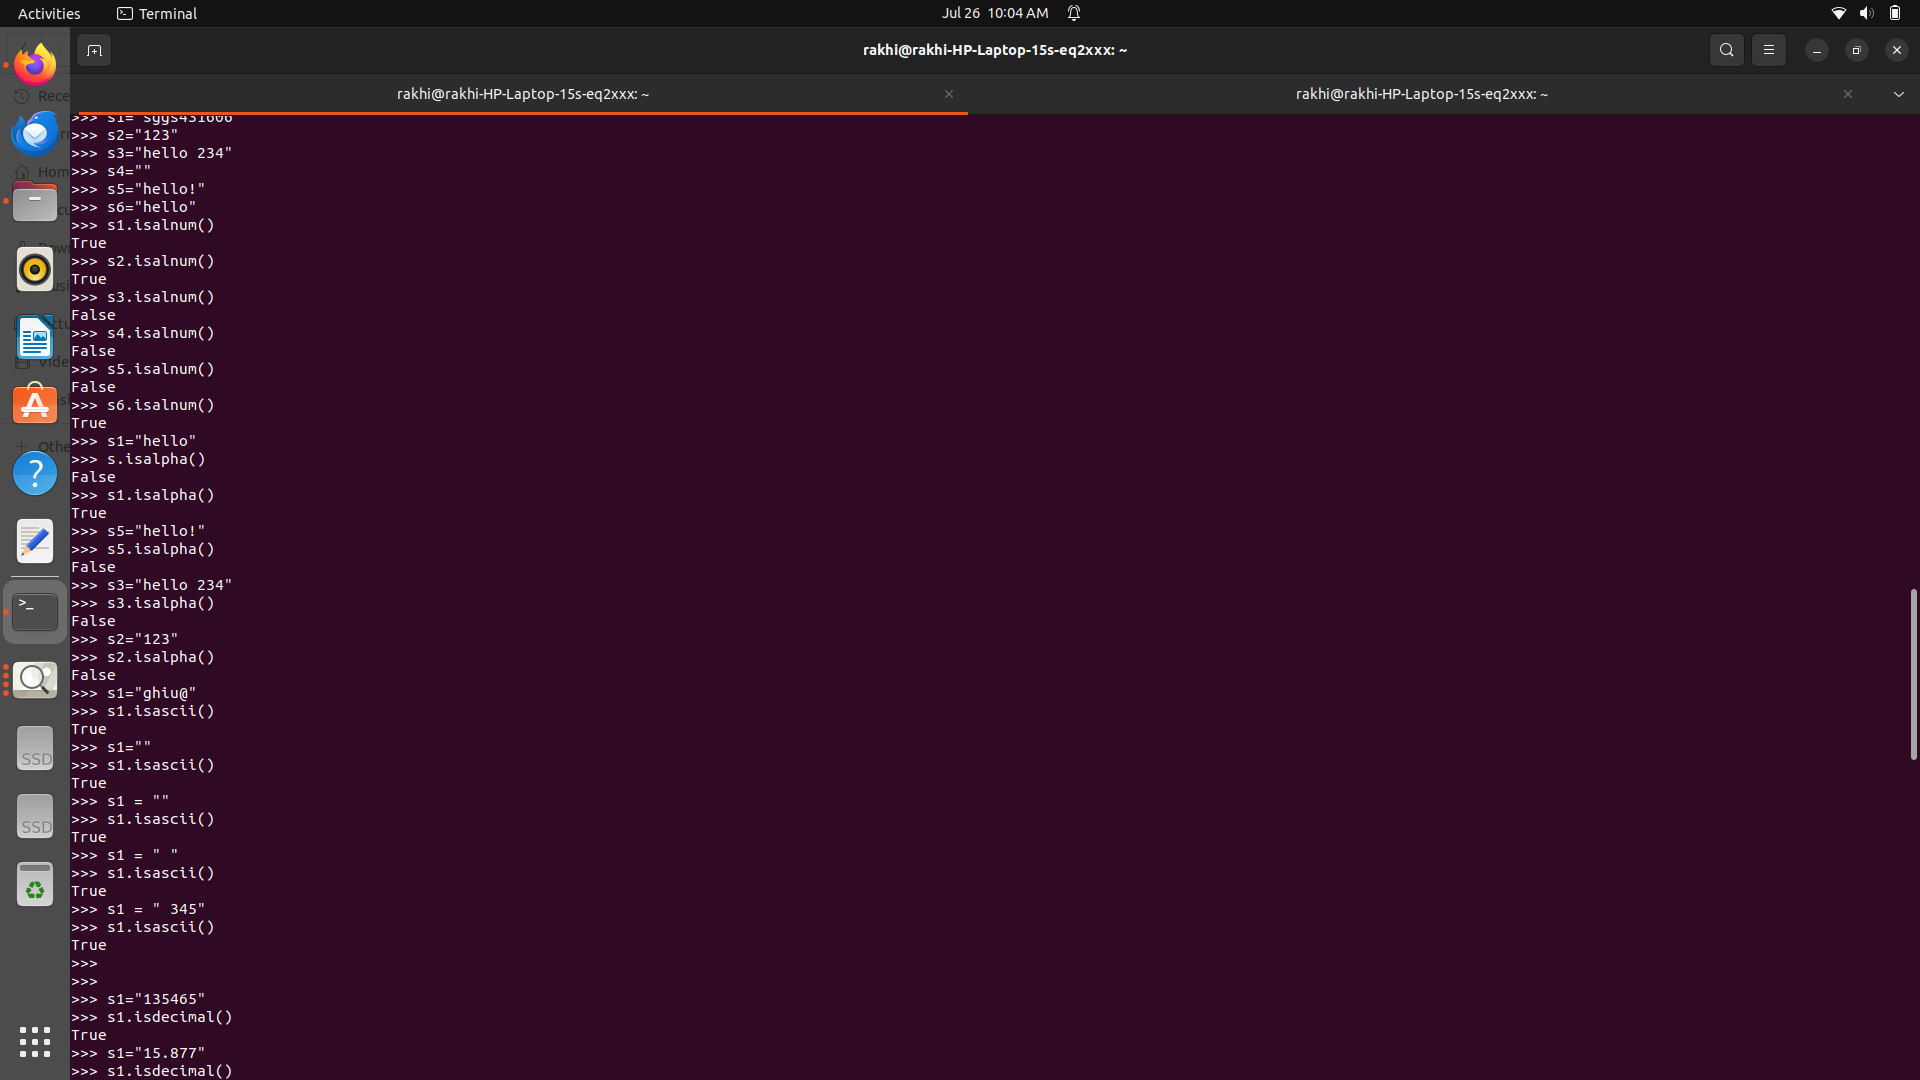 Activities
Terminal
Jul 26 10:04 AM
rakhi@rakhi-HP-Laptop-15s-eq2xxx: ~
rakhi@rakhi-HP-Laptop-15s-eq2xxx: ~
rakhi@rakhi-HP-Laptop-15s-eq2xxx: ~
>>> s1="sggs431606
>>> s2="123"
>>> s3="hello 234"
>>> s4=""
>>> s5="hello!"
>>> s6="hello"
>>> s1.isalnum()
True
>>> s2.isalnum()
True
>>> s3.isalnum()
False
>>> s4.isalnum()
False
>>> s5.isalnum()
False
>>> s6.isalnum()
True
>>> s1="hello"
>>> s.isalpha()
False
>>> s1.isalpha()
True
>>> s5="hello!"
>>> s5.isalpha()
False
>>> s3="hello 234"
>>> s3.isalpha()
False
>>> s2="123"
>>> s2.isalpha()
False
>>> s1="ghiu@"
>>> s1.isascii()
True
>>> s1=""
>>> s1.isascii()
True
>>> s1 = ""
>>> s1.isascii()
True
>>> s1 = " "
>>> s1.isascii()
True
>>> s1 = " 345"
>>> s1.isascii()
True
>>>
>>>
>>> s1="135465"
>>> s1.isdecimal()
True
>>> s1="15.877"
>>> s1.isdecimal()
Rece
Hom
Vide
Othe
SSD
SSD